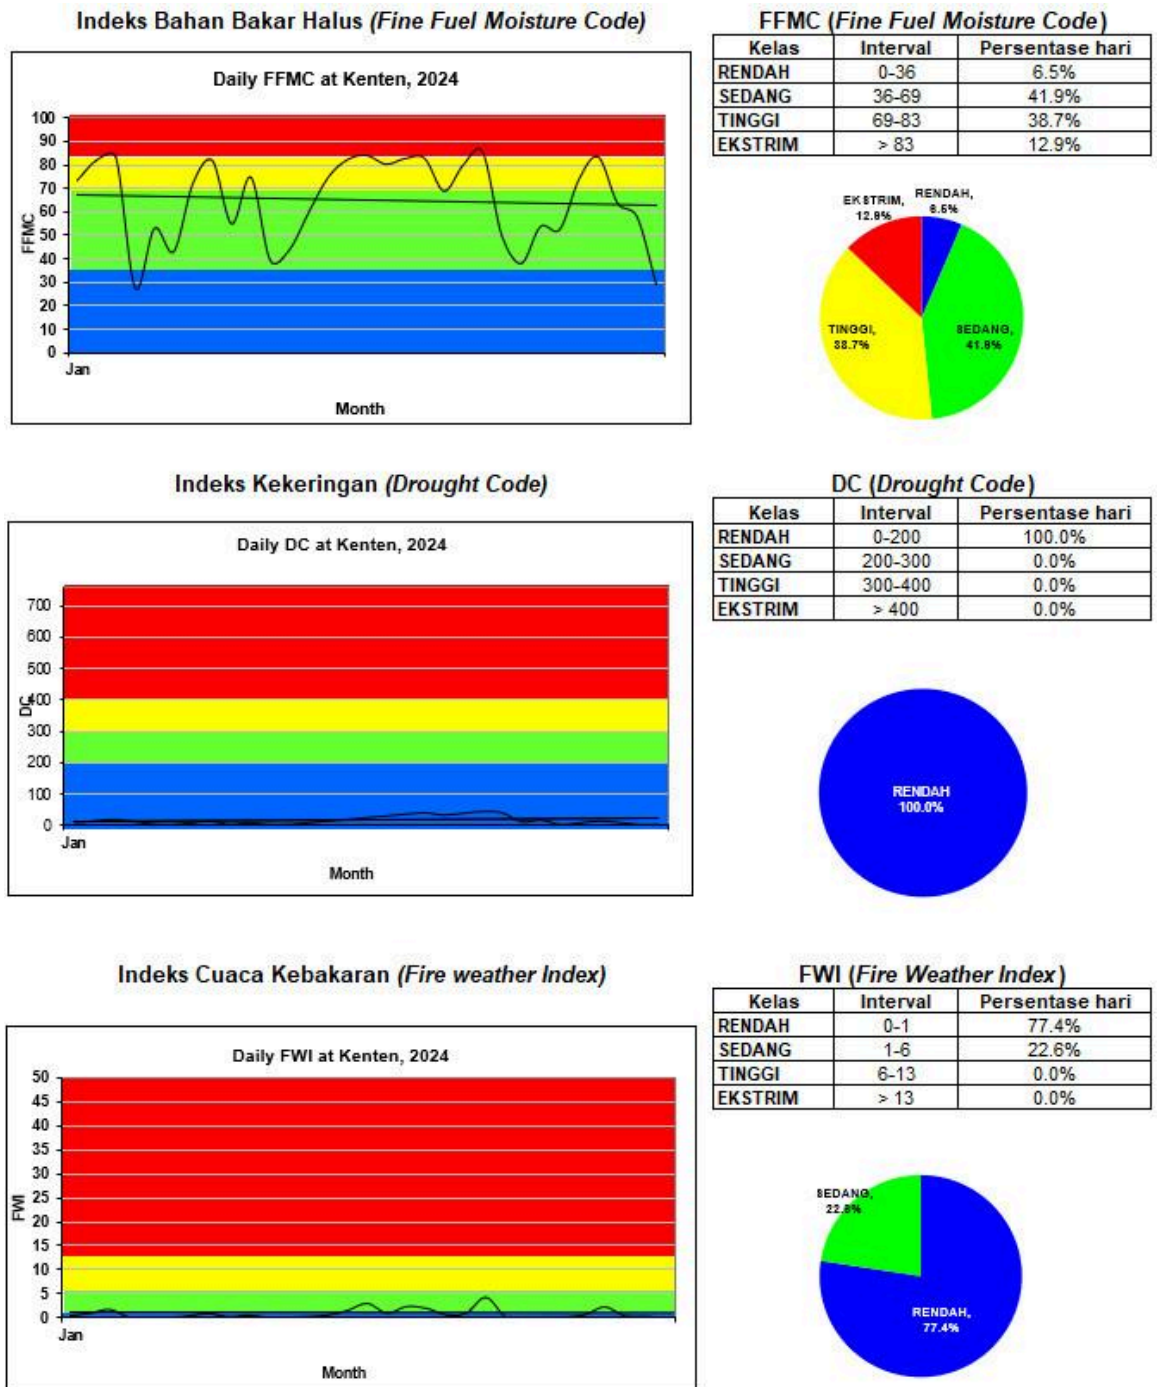 Indeks Bahan Bakar Halus (Fine Fuel Moisture Code)
Daily FFMC at Kenten, 2024
100
90
80
70
60
50
40
30
20
10
0
FFMC
Jan
Month
FFMC (Fine Fuel Moisture Code)
Kelas Interval Persentase hari
RENDAH 0-36 6.5%
SEDANG 36-69 41.9%
TINGGI 69-83 38.7%
EKSTRIM > 83 12.9%
EKSTRIM,
12.9%
RENDAH,
6.5%
TINGGI,
38.7%
SEDANG,
41.9%
Indeks Kekeringan (Drought Code)
Daily DC at Kenten, 2024
700
600
500
400
300
200
100
0
DC
Jan
Month
DC (Drought Code)
Kelas Interval Persentase hari
RENDAH 0-200 100.0%
SEDANG 200-300 0.0%
TINGGI 300-400 0.0%
EKSTRIM > 400 0.0%
RENDAH
100.0%
Indeks Cuaca Kebakaran (Fire weather Index)
Daily FWI at Kenten, 2024
50
45
40
35
30
25
20
15
10
5
0
FWI
Jan
Month
FWI (Fire Weather Index)
Kelas Interval Persentase hari
RENDAH 0-1 77.4%
SEDANG 1-6 22.6%
TINGGI 6-13 0.0%
EKSTRIM > 13 0.0%
SEDANG,
22.6%
RENDAH,
77.4%